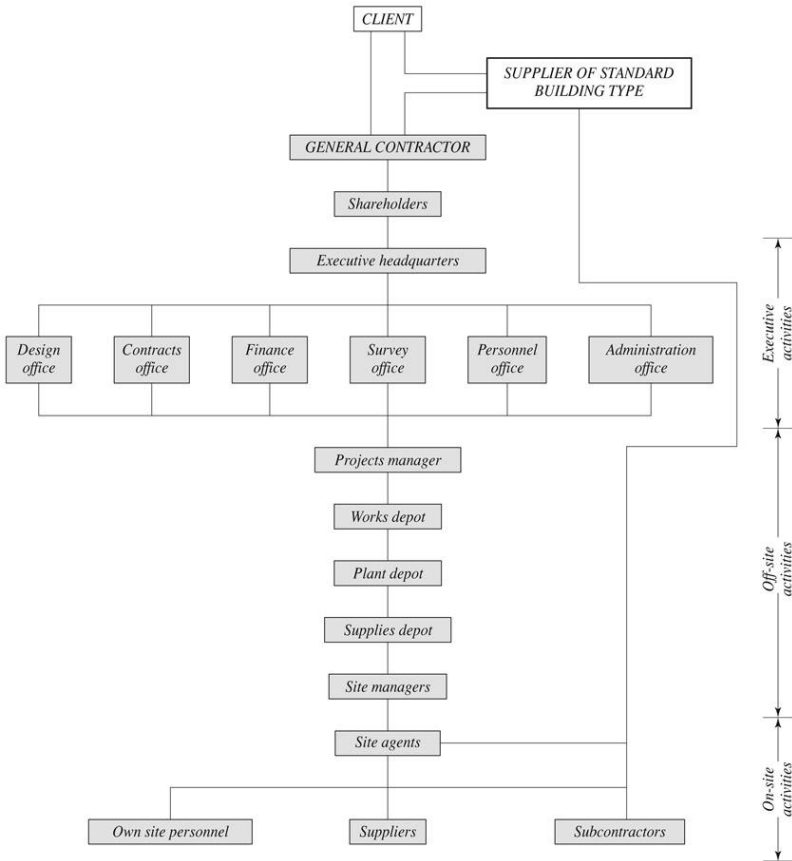 CLIENT
SUPPLIER OF STANDARD
BUILDING TYPE
GENERAL CONTRACTOR
Shareholders
Executive headquarters
Design
office
Contracts
office
Finance
office
Survey
office
Personnel
office
Administration
office
Executive
activities
Projects manager
Works depot
Plant depot
Supplies depot
Site managers
Off-site
activities
Site agents
Own site personnel
Suppliers
Subcontractors
On-site
activities